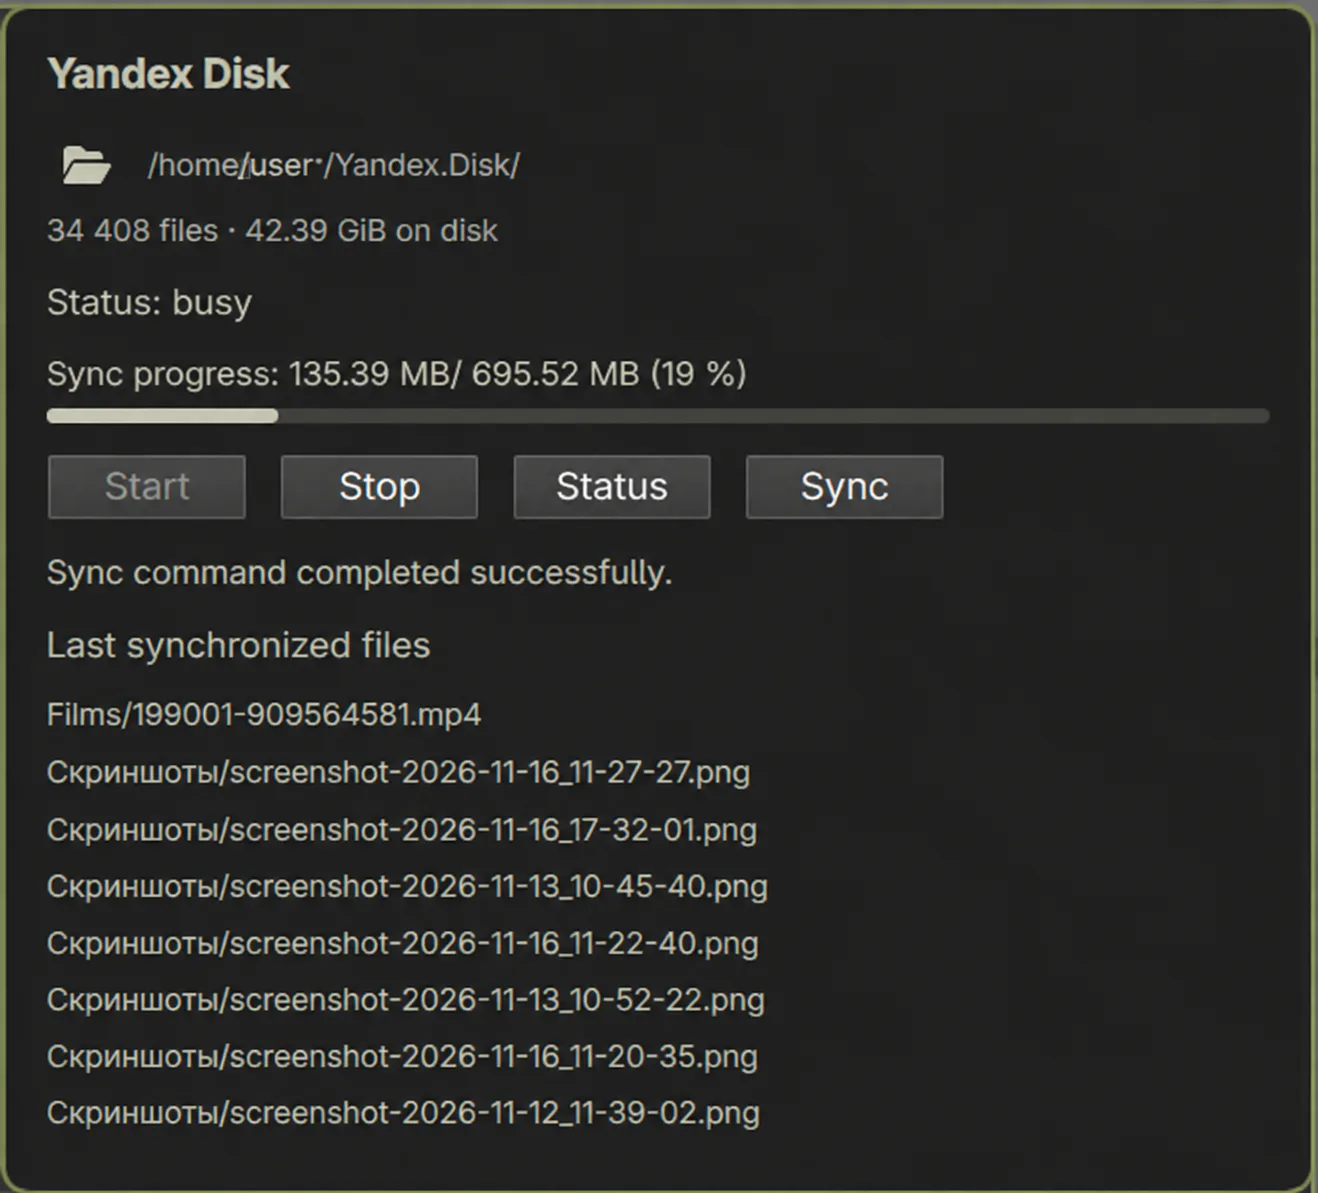 Yandex Disk
/home/user/Yandex.Disk/
34 408 files · 42.39 GiB on disk
Status: busy
Sync progress: 135.39 MB/ 695.52 MB (19 %)
Start Stop Status Sync
Sync command completed successfully.
Last synchronized files
Films/199001-909564581.mp4
Скриншоты/screenshot-2026-11-16_11-27-27.png
Скриншоты/screenshot-2026-11-16_17-32-01.png
Скриншоты/screenshot-2026-11-13_10-45-40.png
Скриншоты/screenshot-2026-11-16_11-22-40.png
Скриншоты/screenshot-2026-11-13_10-52-22.png
Скриншоты/screenshot-2026-11-16_11-20-35.png
Скриншоты/screenshot-2026-11-12_11-39-02.png